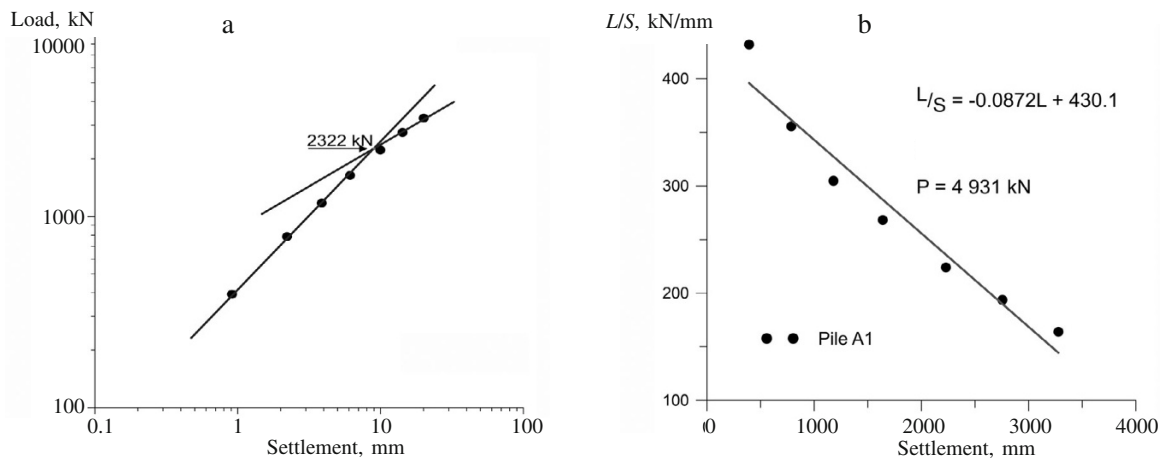 Load, kN
a
10000
1000
100
2322 kN
0.1
1
10
100
Settlement, mm
L/S, kN/mm
b
400
300
200
100
L/S = -0.0872L + 430.1
P = 4 931 kN
Pile A1
0
1000
2000
3000
4000
Settlement, mm